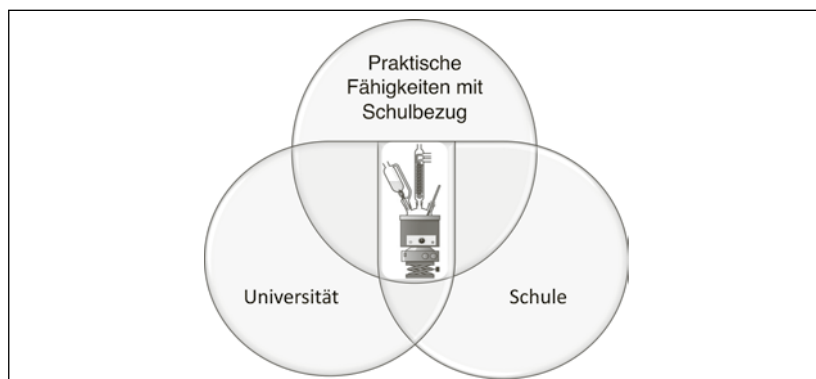 Praktische
Fähigkeiten mit
Schulbezug
Universität
Schule